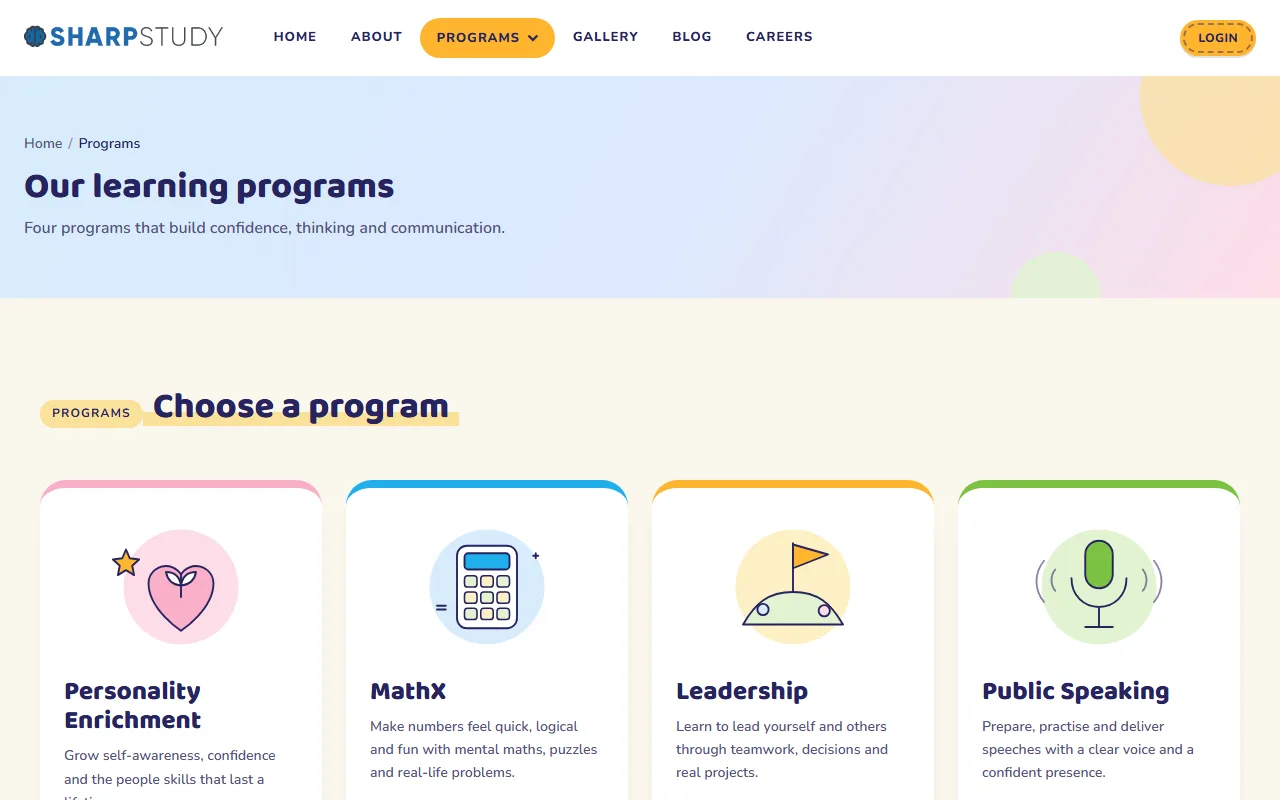 SHARPSTUDY
HOME
ABOUT
PROGRAMS
GALLERY
BLOG
CAREERS
LOGIN
Home / Programs
Our learning programs
Four programs that build confidence, thinking and communication.
PROGRAMS
Choose a program
Personality
Enrichment
Grow self-awareness, confidence
and the people skills that last a
MathX
Make numbers feel quick, logical
and fun with mental maths, puzzles
and real-life problems.
Leadership
Learn to lead yourself and others
through teamwork, decisions and
real projects.
Public Speaking
Prepare, practise and deliver
speeches with a clear voice and a
confident presence.